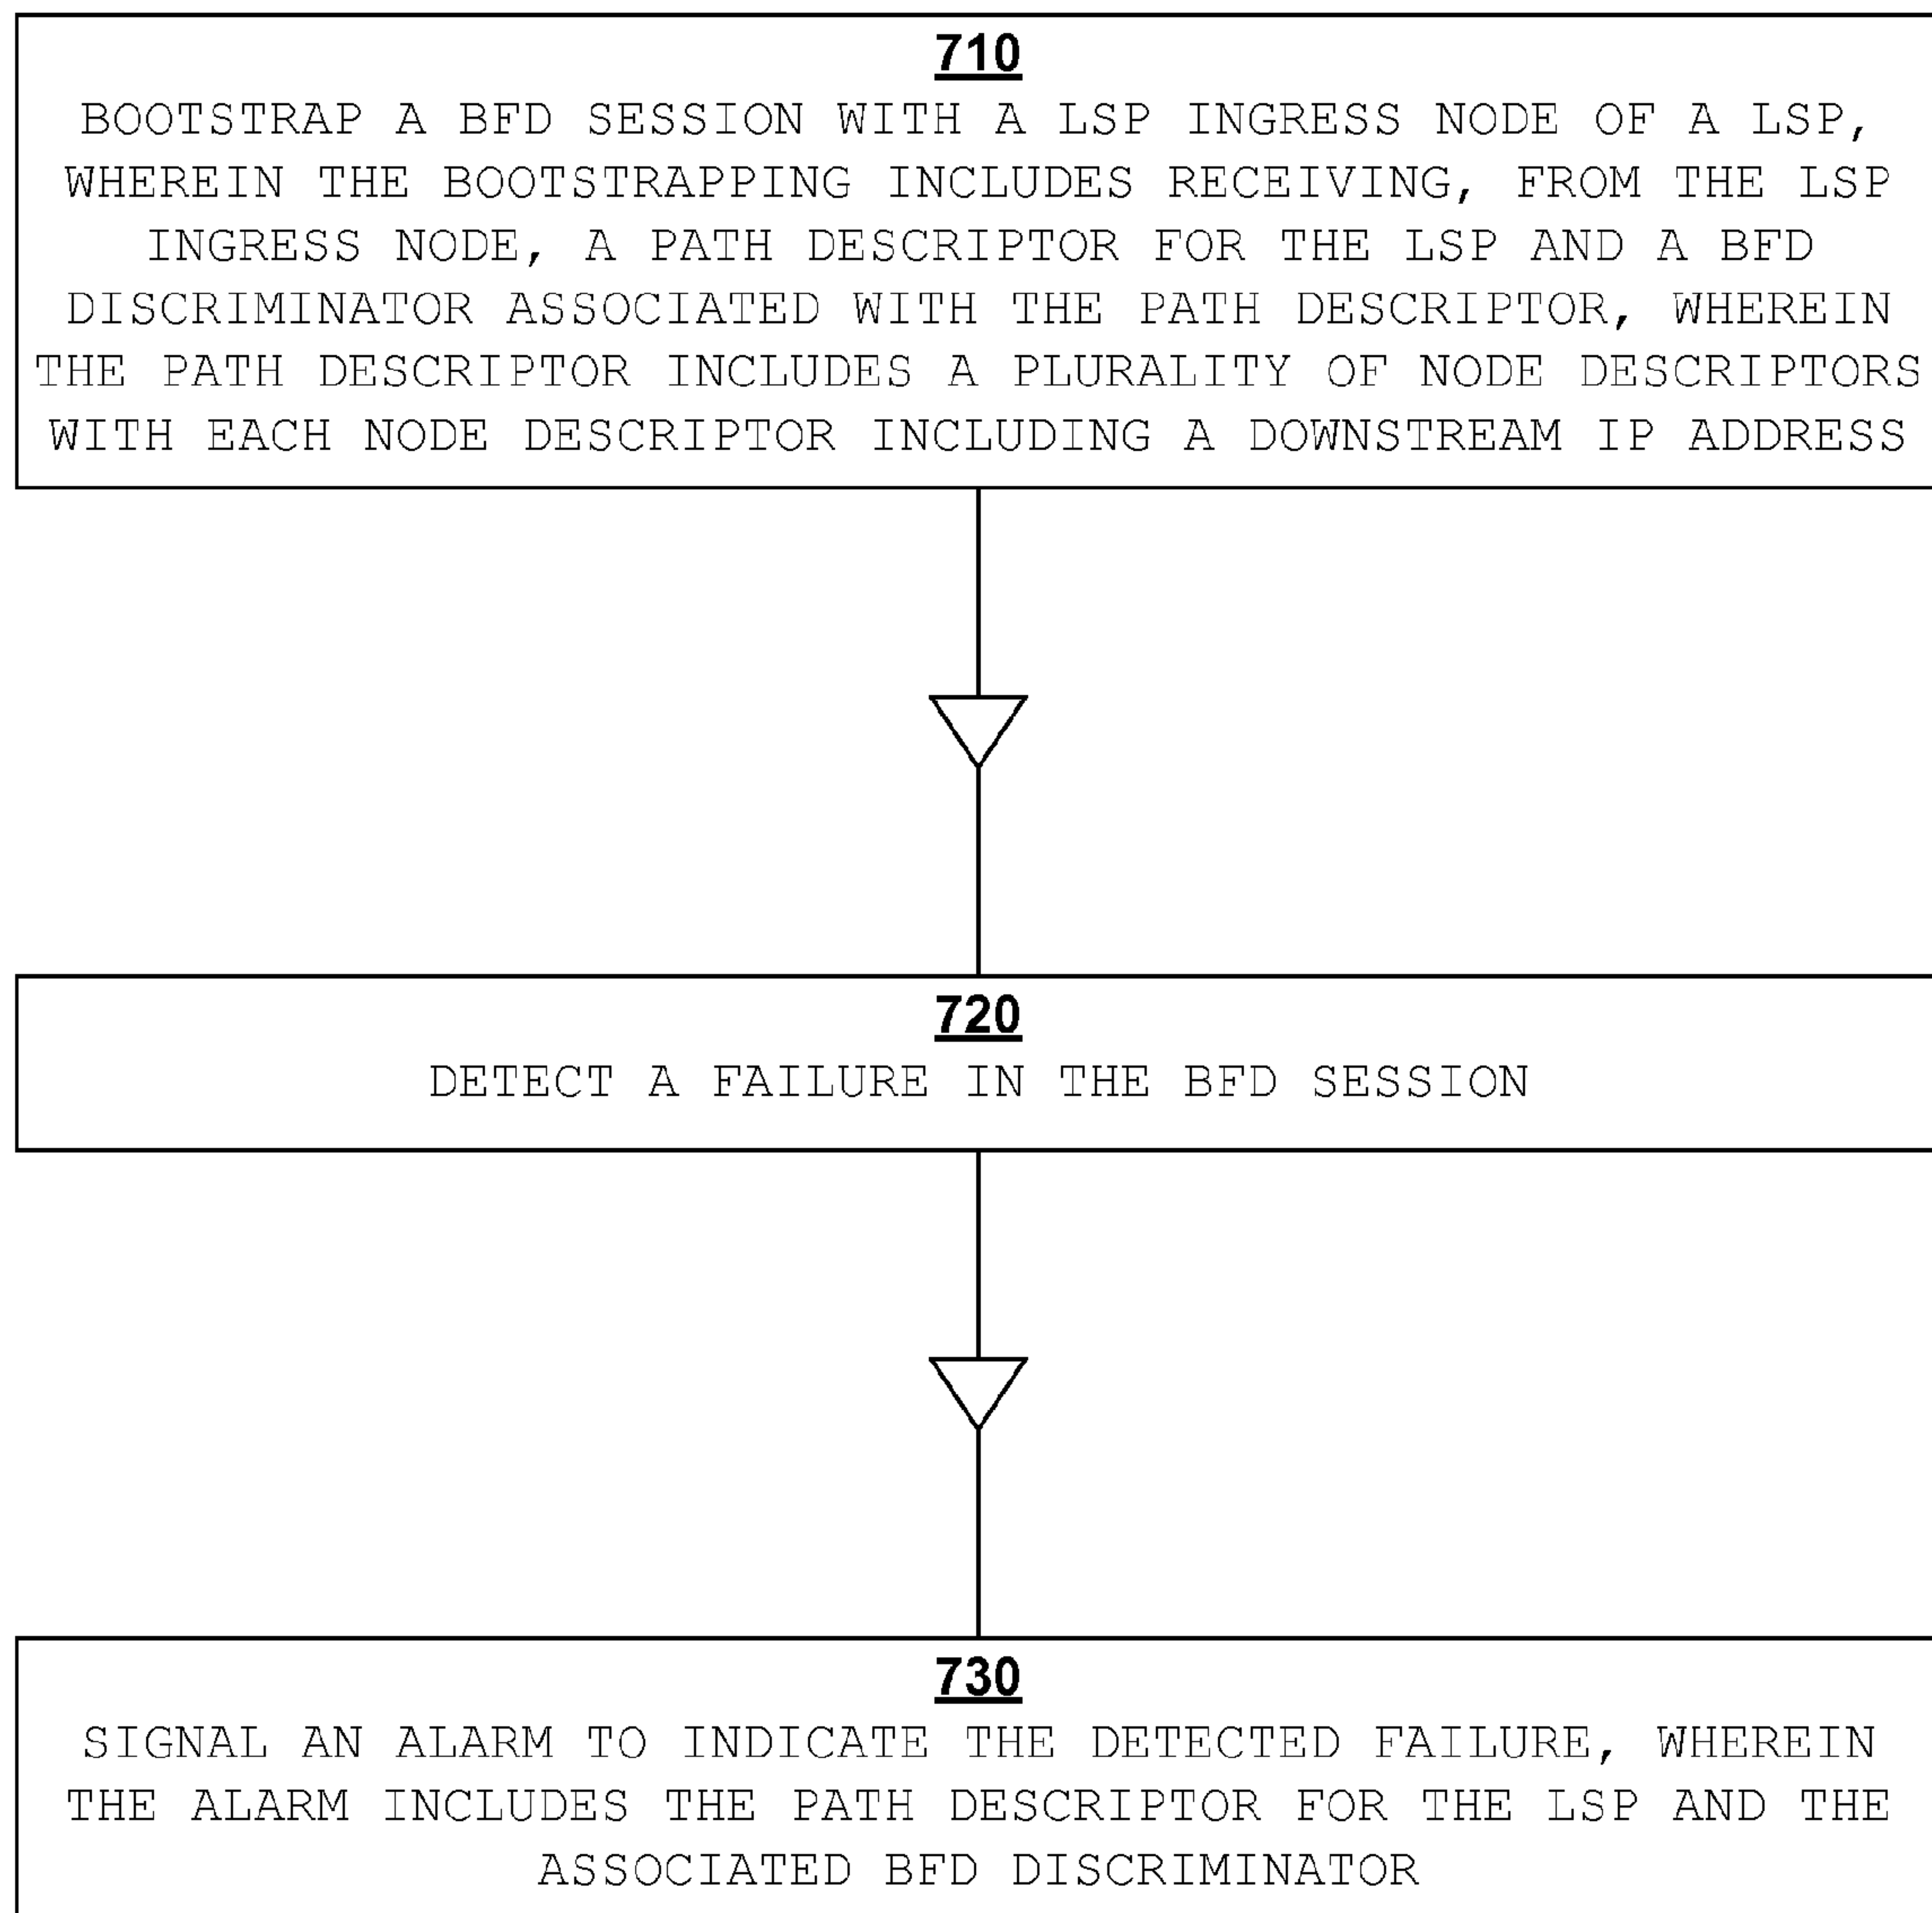 710
BOOTSTRAP A BFD SESSION WITH A LSP INGRESS NODE OF A LSP,
WHEREIN THE BOOTSTRAPPING INCLUDES RECEIVING, FROM THE LSP
INGRESS NODE, A PATH DESCRIPTOR FOR THE LSP AND A BFD
DISCRIMINATOR ASSOCIATED WITH THE PATH DESCRIPTOR, WHEREIN
THE PATH DESCRIPTOR INCLUDES A PLURALITY OF NODE DESCRIPTORS
WITH EACH NODE DESCRIPTOR INCLUDING A DOWNSTREAM IP ADDRESS
720
DETECT A FAILURE IN THE BFD SESSION
730
SIGNAL AN ALARM TO INDICATE THE DETECTED FAILURE, WHEREIN
THE ALARM INCLUDES THE PATH DESCRIPTOR FOR THE LSP AND THE
ASSOCIATED BFD DISCRIMINATOR